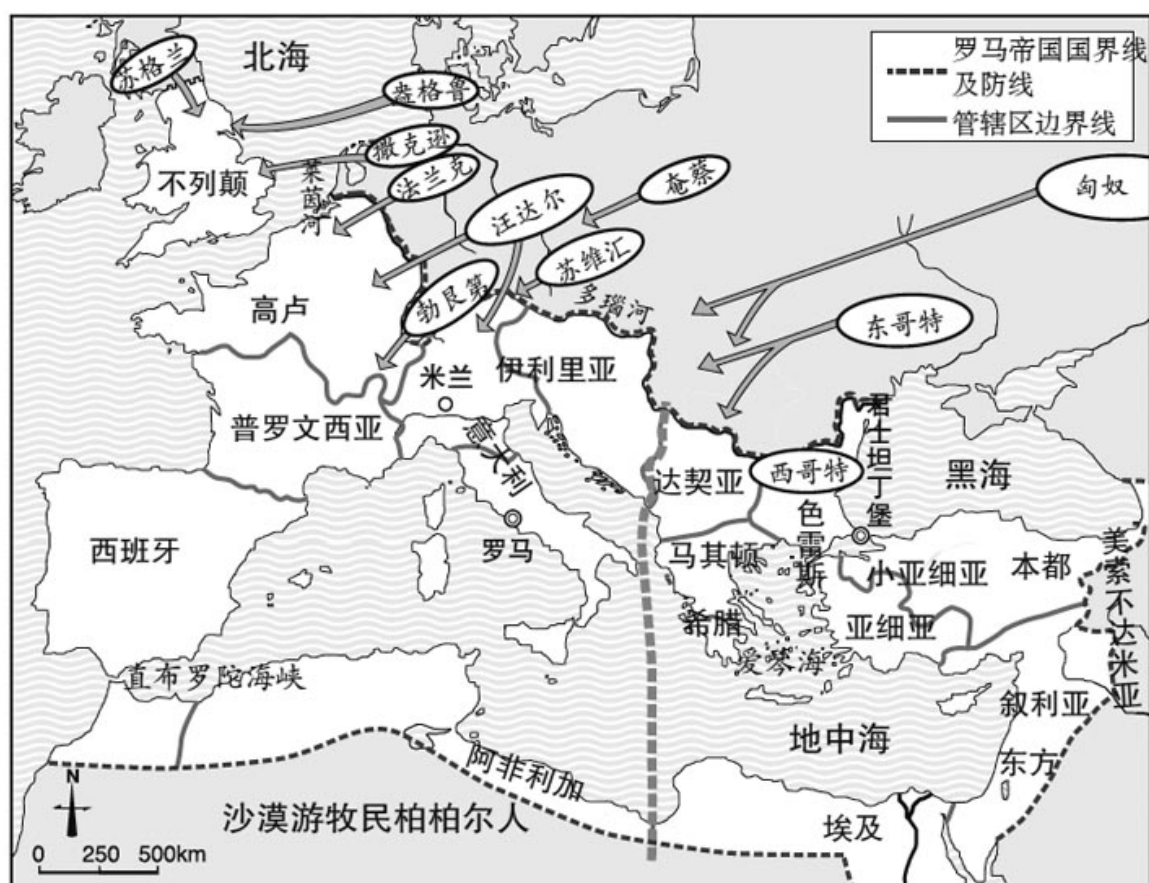 北海
苏格兰
盎格鲁
撒克逊
法兰克
莱茵河
不列颠
汪达尔
奄蔡
匈奴
罗马帝国国界线
及防线
管辖区边界线
苏维汇
勃艮第
多瑙河
东哥特
高卢
伊利里亚
米兰
普罗文西亚
意大利
君士坦丁堡
西哥特
达契亚
黑海
西班牙
罗马
马其顿
色雷斯
小亚细亚
本都
美索不达米亚
希腊
亚细亚
爱琴海
直布罗陀海峡
叙利亚
地中海
东方
阿非利加
埃及
沙漠游牧民柏柏尔人
N
0 250 500km